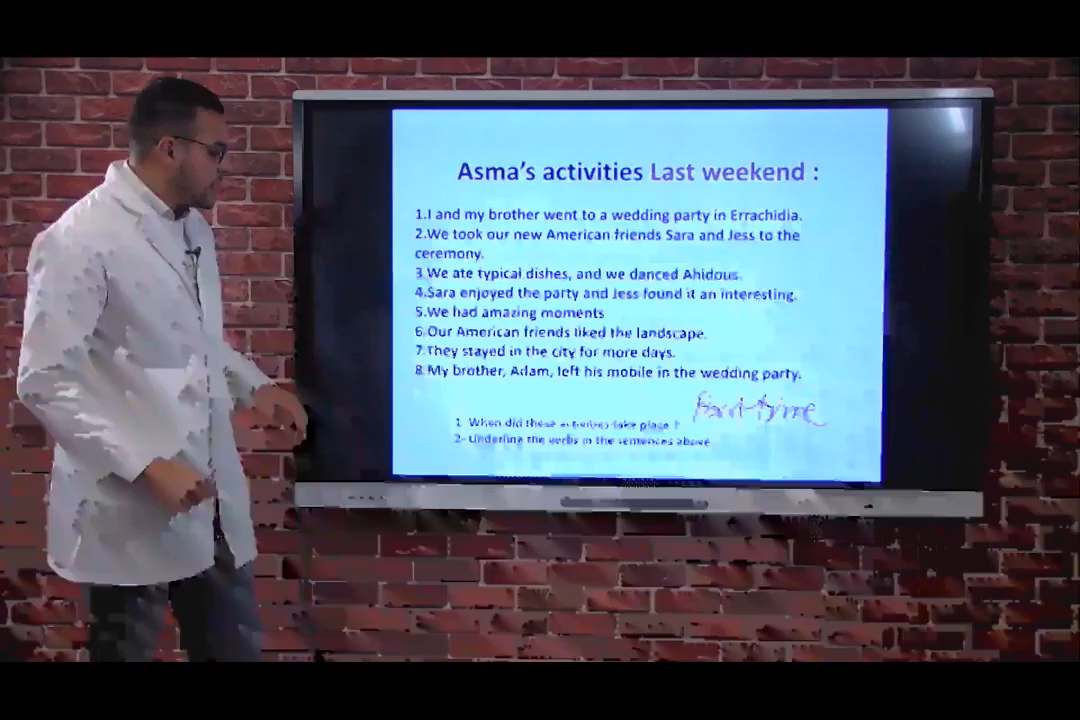 Asma's activities Last weekend :
1.I and my brother went to a wedding party in Errachidia.
2.We took our new American friends Sara and Jess to the
ceremony.
3.We ate typical dishes, and we danced Ahidous.
4.Sara enjoyed the party and Jess found it an interesting.
5.We had amazing moments
6.Our American friends liked the landscape.
7.They stayed in the city for more days.
8.My brother, Adam, left his mobile in the wedding party.
1 When did these activities take place ?
2- Underline the verbs in the sentences above